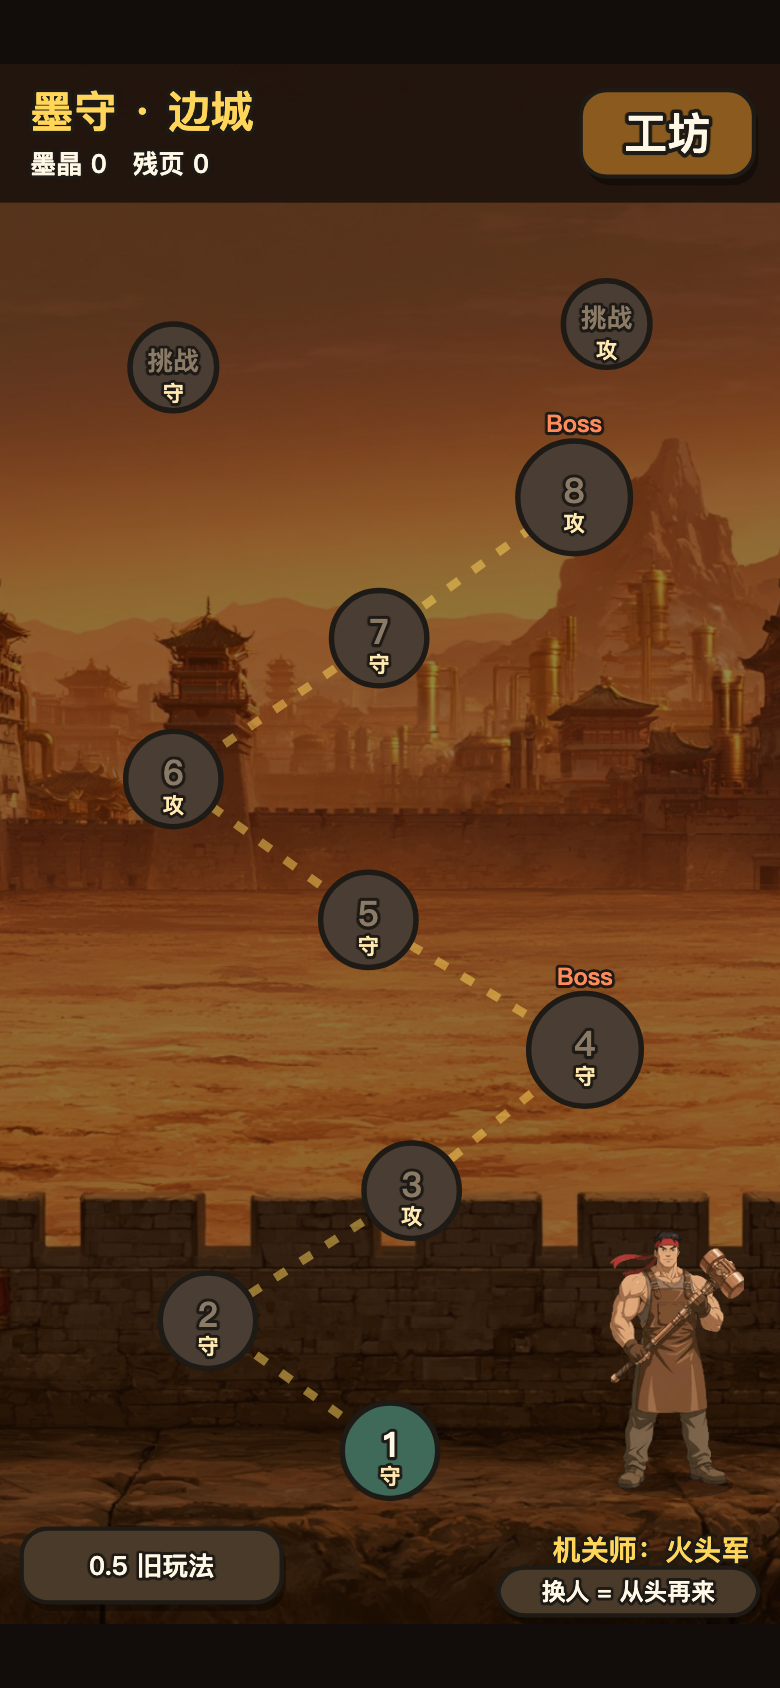 墨守 · 边城
墨晶 0 残页 0
工坊
挑战
攻
挑战
守
Boss
8
攻
7
守
6
攻
5
守
Boss
4
守
3
攻
2
守
1
守
0.5 旧玩法
机关师：火头军
换人 = 从头再来